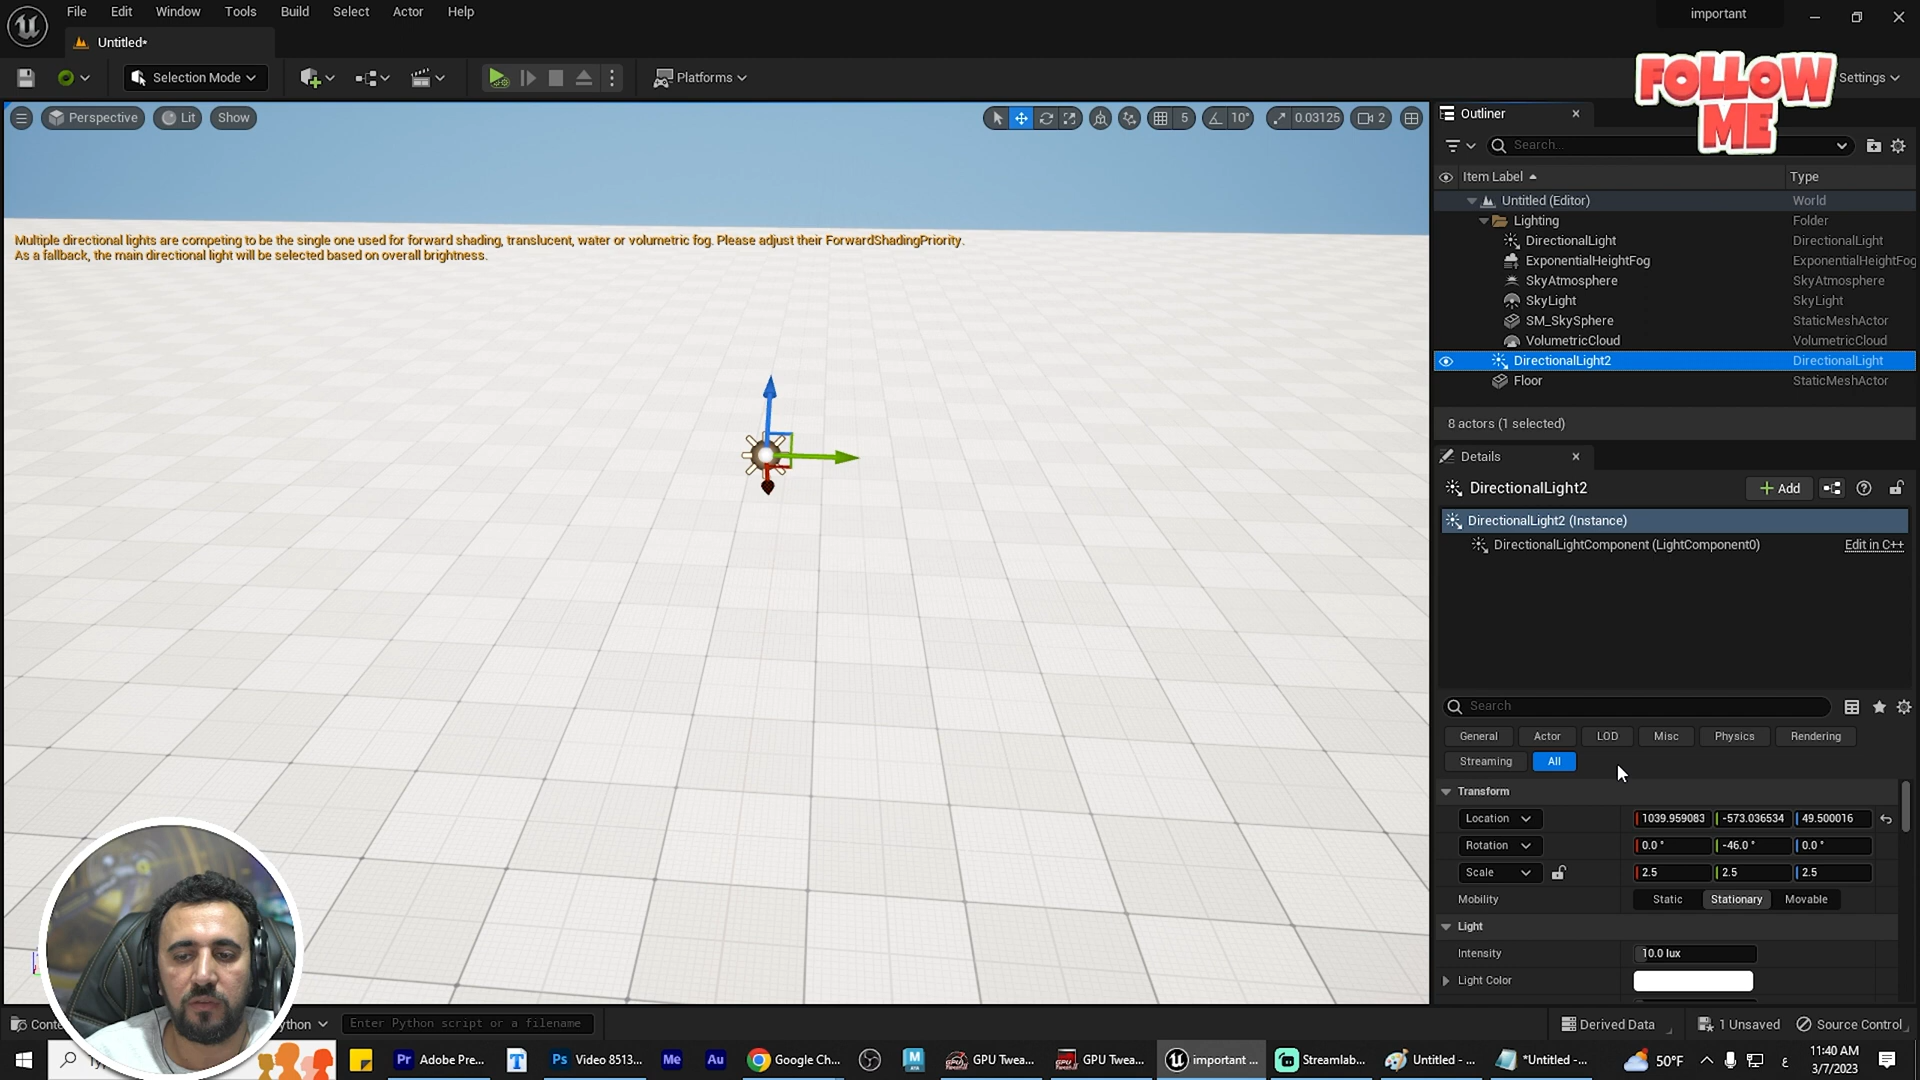 File Edit Window Tools Build Select Actor Help
important
Untitled*
Selection Mode
Platforms
Settings
FOLLOW
ME
Perspective Lit Show
5 10° 0.03125 2
Multiple directional lights are competing to be the single one used for forward shading, translucent, water or volumetric fog. Please adjust their ForwardShadingPriority.
As a fallback, the main directional light will be selected based on overall brightness.
Outliner
Search...
Item Label Type
Untitled (Editor) World
Lighting Folder
DirectionalLight DirectionalLight
ExponentialHeightFog ExponentialHeightFog
SkyAtmosphere SkyAtmosphere
SkyLight SkyLight
SM_SkySphere StaticMeshActor
VolumetricCloud VolumetricCloud
DirectionalLight2 DirectionalLight
Floor StaticMeshActor
8 actors (1 selected)
Details
DirectionalLight2 Add
DirectionalLight2 (Instance)
DirectionalLightComponent (LightComponent0) Edit in C++
Search
General Actor LOD Misc Physics Rendering
Streaming All
Transform
Location 1039.959083 -573.036534 49.500016
Rotation 0.0 ° -46.0 ° 0.0 °
Scale 2.5 2.5 2.5
Mobility Static Stationary Movable
Light
Intensity 10.0 lux
Light Color
Conte ython Enter Python script or a filename Derived Data 1 Unsaved Source Control
Ty Pr Adobe Pre... T Ps Video 8513... Me Au Google Ch... M GPU Twea... GPU Twea... important ... Streamlab... Untitled - ... *Untitled -... 50°F ع 11:40 AM
3/7/2023